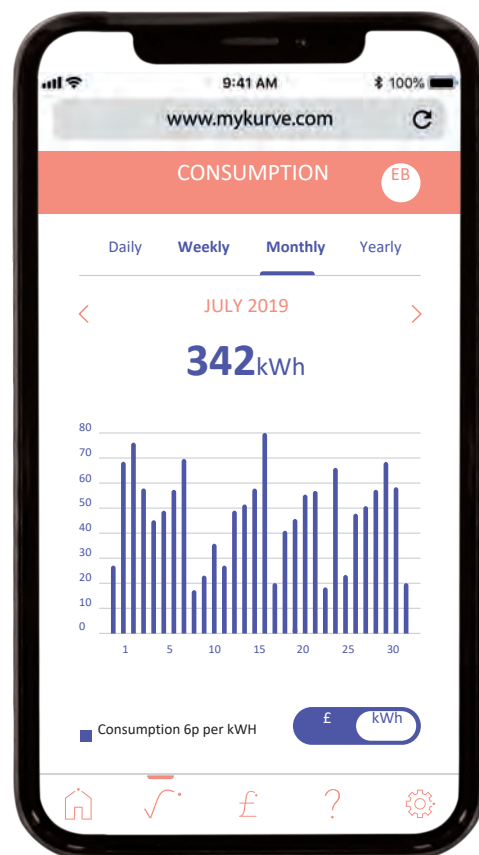 9:41 AM
100%
www.mykurve.com
CONSUMPTION
EB
Daily Weekly Monthly Yearly
JULY 2019
342kWh
80
70
60
50
40
30
20
10
0
1 5 10 15 20 25 30
Consumption 6p per kWH
£ kWh
£ ?